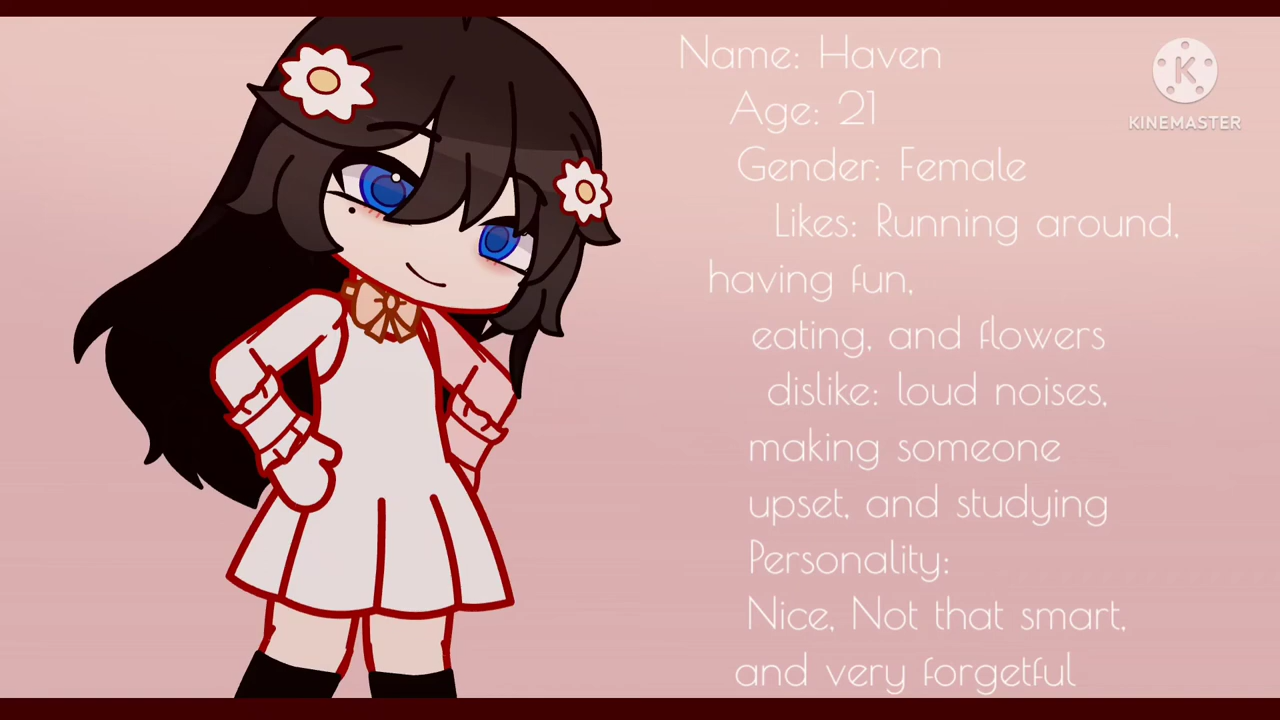 Name: Haven
Age: 21
Gender: Female
Likes: Running around,
having fun,
eating, and flowers
dislike: loud noises,
making someone
upset, and studying
Personality:
Nice, Not that smart,
and very forgetful
K
KINEMASTER